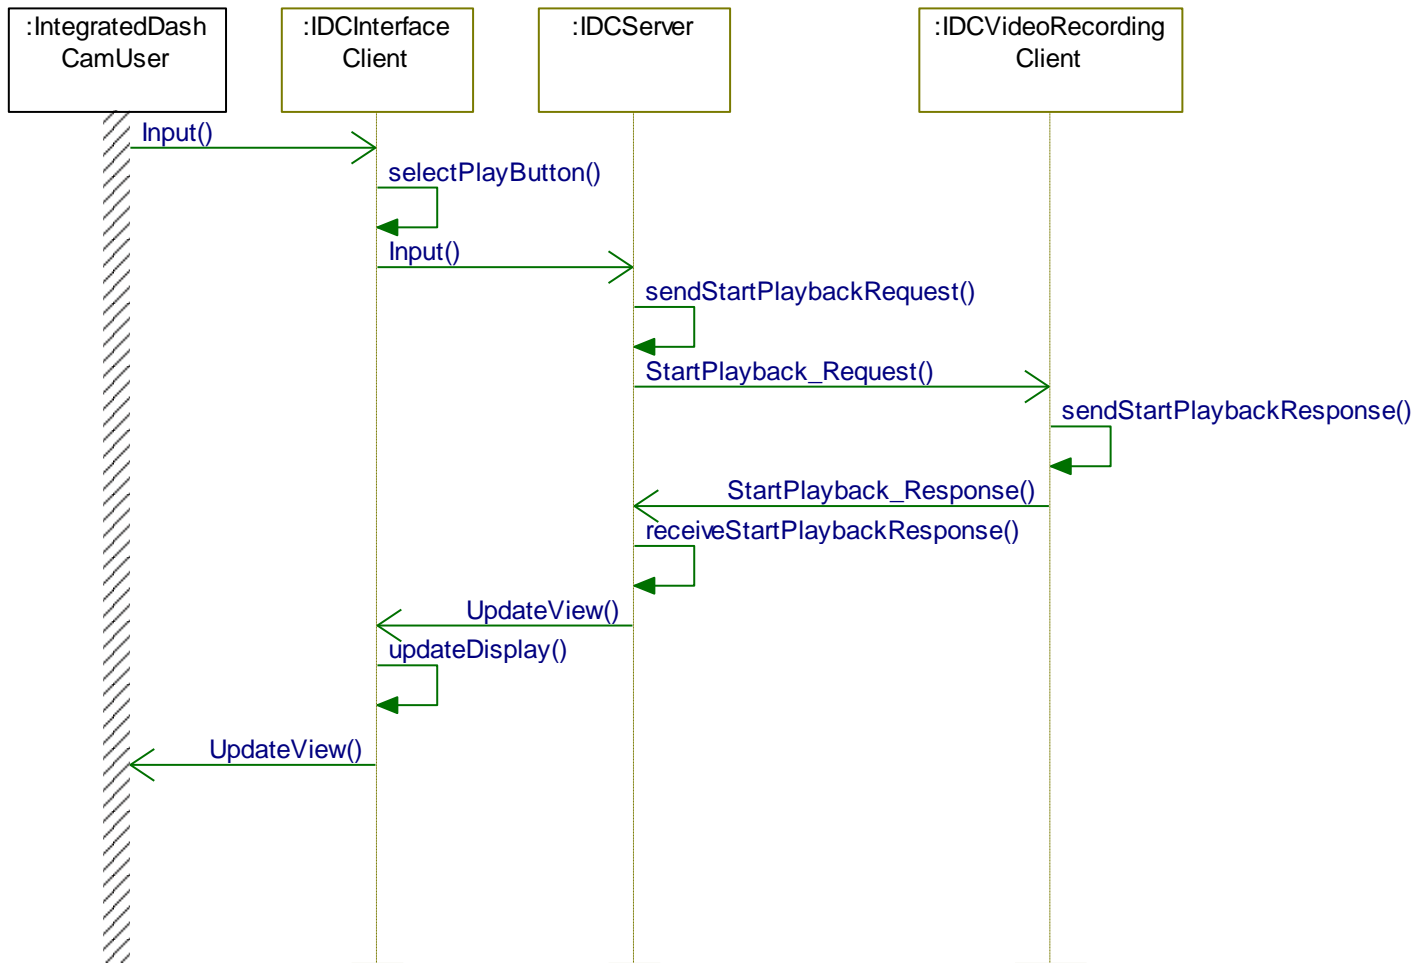 :IntegratedDash
CamUser
:IDCInterface
Client
:IDCServer
:IDCVideoRecording
Client
Input()
selectPlayButton()
Input()
sendStartPlaybackRequest()
StartPlayback_Request()
sendStartPlaybackResponse()
StartPlayback_Response()
receiveStartPlaybackResponse()
UpdateView()
updateDisplay()
UpdateView()